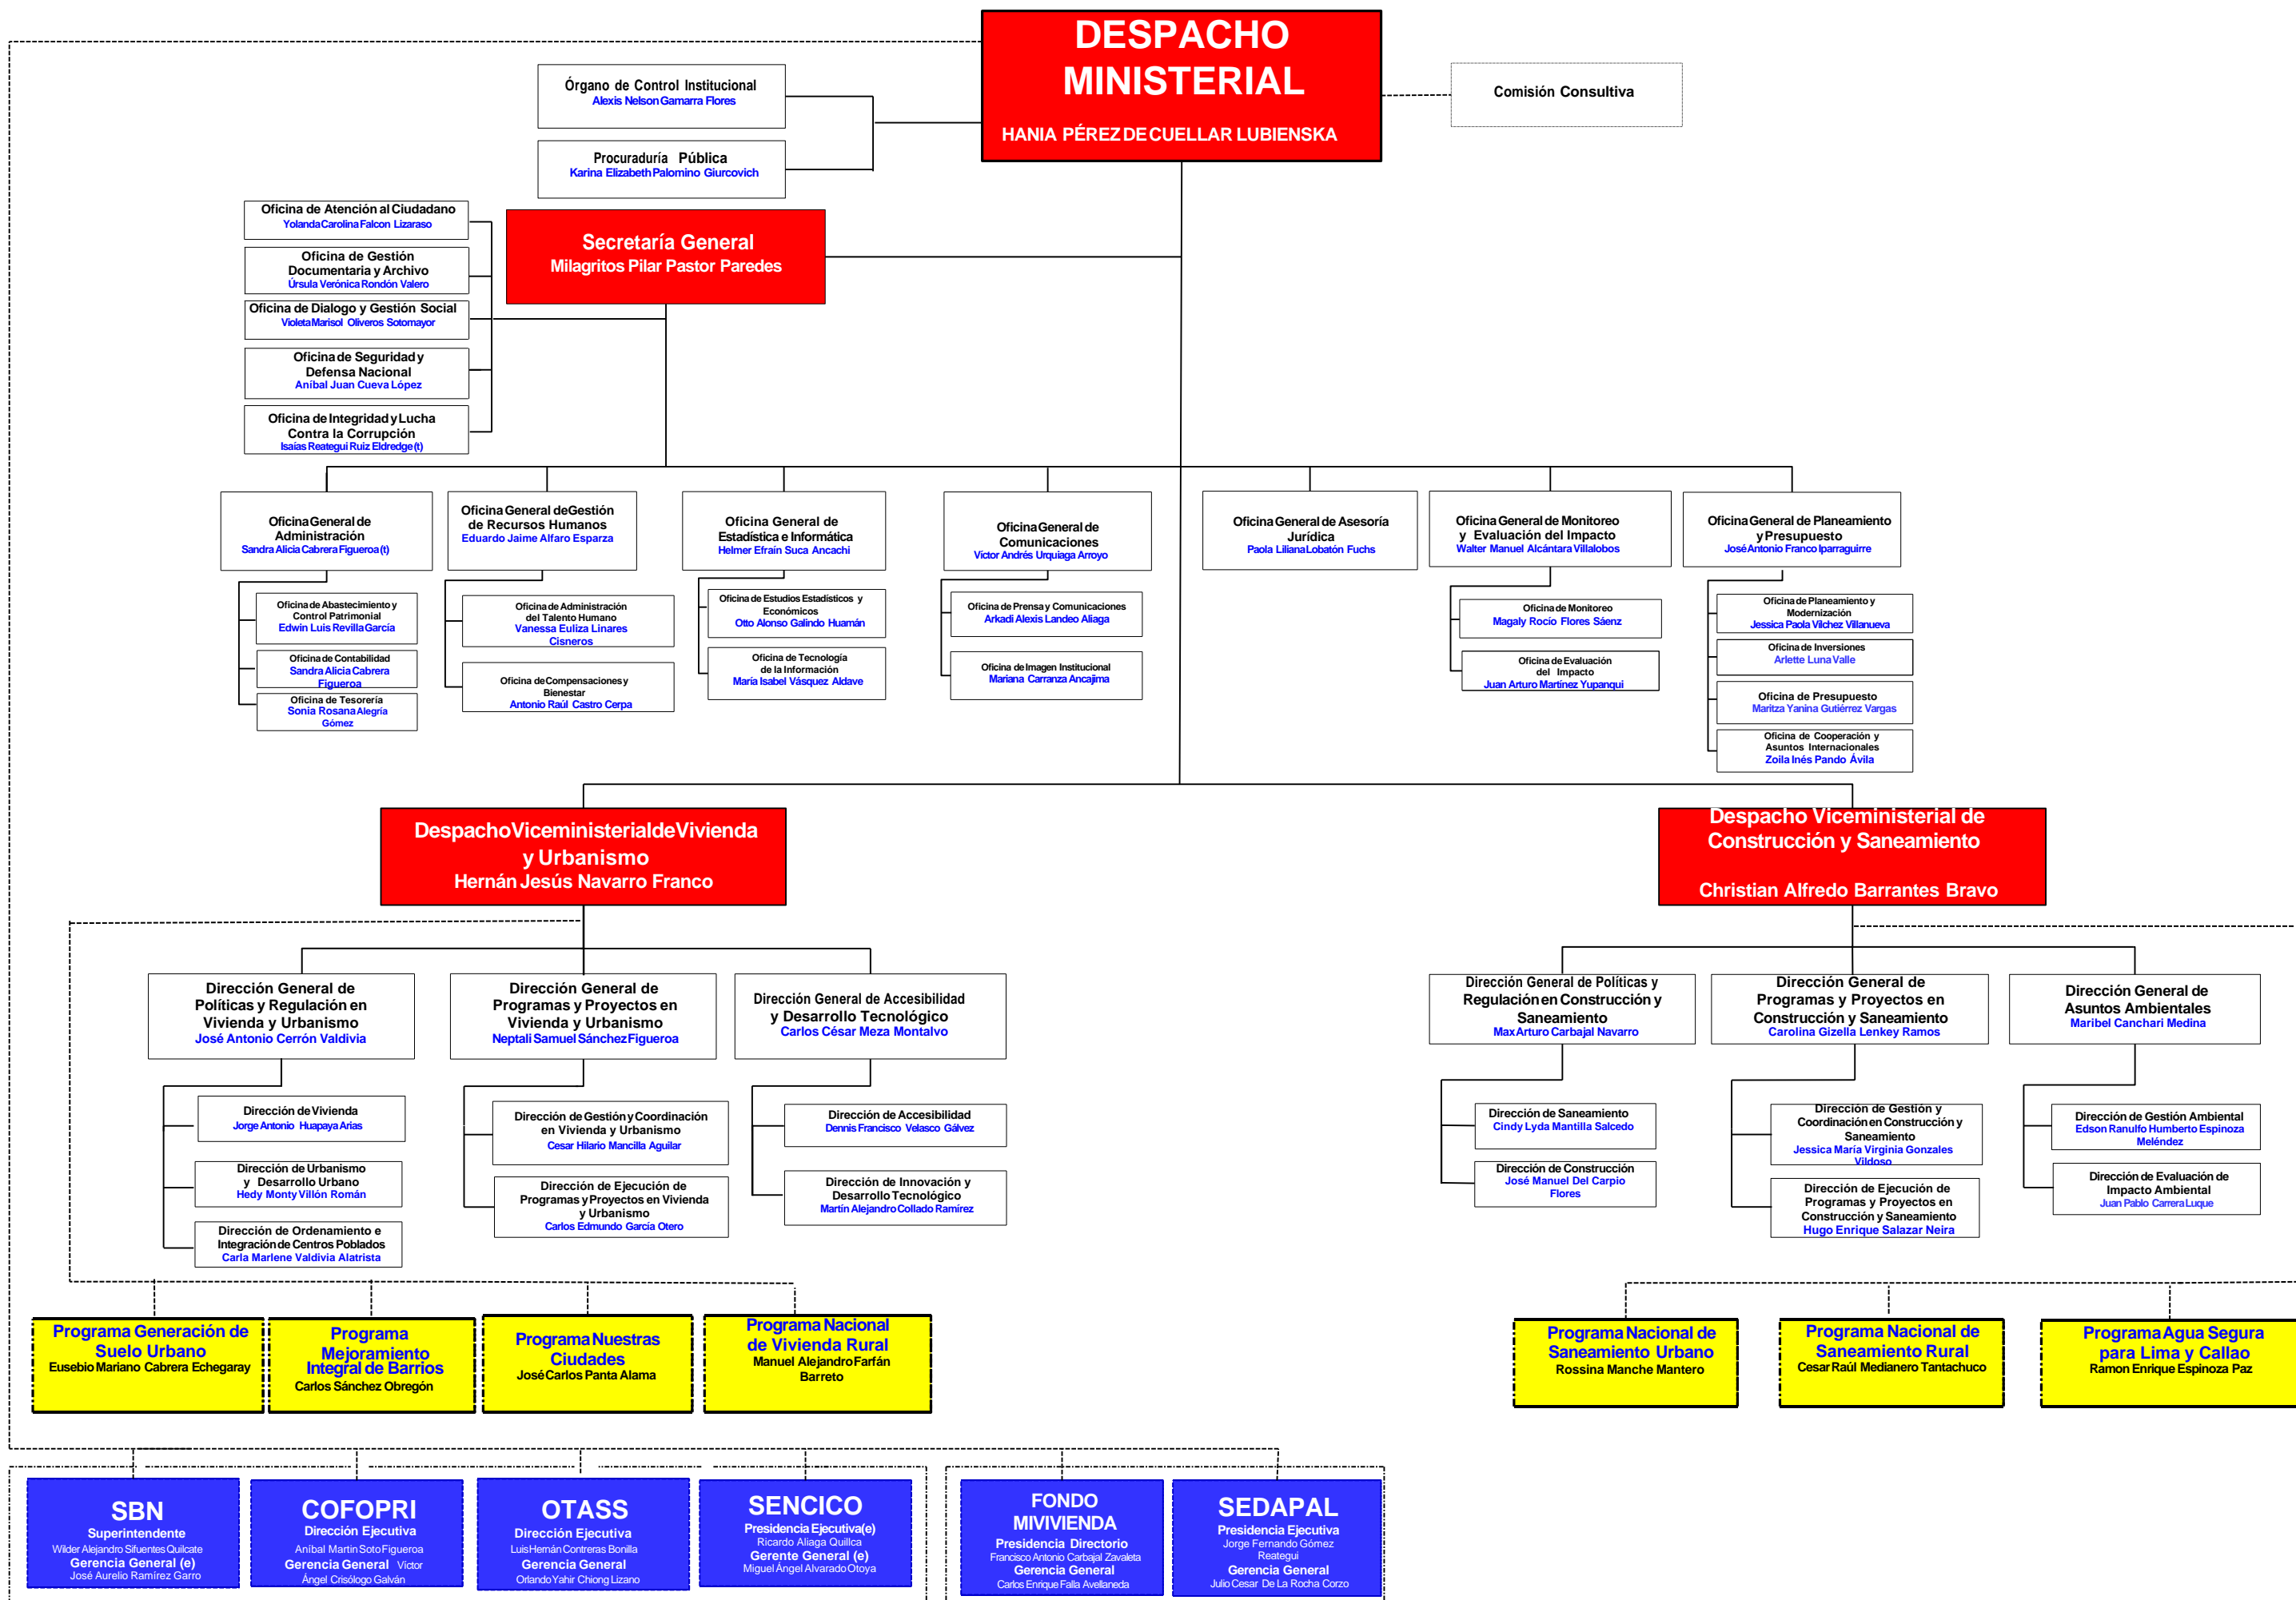 DESPACHO
MINISTERIAL
HANIA PÉREZ DE CUELLAR LUBIENSKA
Órgano de Control Institucional
Alexis Nelson Gamarra Flores
Comisión Consultiva
Procuraduría Pública
Karina Elizabeth Palomino Giurcovich
Oficina de Atención al Ciudadano
Yolanda Carolina Falcon Lizaraso
Oficina de Gestión
Documentaria y Archivo
Úrsula Verónica Rondón Valero
Oficina de Dialogo y Gestión Social
Violeta Marisol Oliveros Sotomayor
Oficina de Seguridad y
Defensa Nacional
Aníbal Juan Cueva López
Oficina de Integridad y Lucha
Contra la Corrupción
Isaías Reategui Ruiz Eldredge (t)
Secretaría General
Milagritos Pilar Pastor Paredes
Oficina General de
Administración
Sandra Alicia Cabrera Figueroa (t)
Oficina de Abastecimiento y
Control Patrimonial
Edwin Luis Revilla García
Oficina de Contabilidad
Sandra Alicia Cabrera
Figueroa
Oficina de Tesorería
Sonia Rosana Alegría
Gómez
Oficina General de Gestión
de Recursos Humanos
Eduardo Jaime Alfaro Esparza
Oficina de Administración
del Talento Humano
Vanessa Euliza Linares
Cisneros
Oficina de Compensaciones y
Bienestar
Antonio Raúl Castro Cerpa
Oficina General de
Estadística e Informática
Helmer Efraín Suca Ancachi
Oficina de Estudios Estadísticos y
Económicos
Otto Alonso Galindo Huamán
Oficina de Tecnología
de la Información
María Isabel Vásquez Aldave
Oficina General de
Comunicaciones
Víctor Andrés Urquiaga Arroyo
Oficina de Prensa y Comunicaciones
Arkadi Alexis Landeo Aliaga
Oficina de Imagen Institucional
Mariana Carranza Ancajima
Oficina General de Asesoría
Jurídica
Paola Liliana Lobatón Fuchs
Oficina General de Monitoreo
y Evaluación del Impacto
Walter Manuel Alcántara Villalobos
Oficina de Monitoreo
Magaly Rocío Flores Sáenz
Oficina de Evaluación
del Impacto
Juan Arturo Martínez Yupanqui
Oficina General de Planeamiento
y Presupuesto
José Antonio Franco Iparraguirre
Oficina de Planeamiento y
Modernización
Jessica Paola Vilchez Villanueva
Oficina de Inversiones
Arlette Luna Valle
Oficina de Presupuesto
Maritza Yanina Gutiérrez Vargas
Oficina de Cooperación y
Asuntos Internacionales
Zoila Inés Pando Ávila
Despacho Viceministerial de Vivienda
y Urbanismo
Hernán Jesús Navarro Franco
Despacho Viceministerial de
Construcción y Saneamiento
Christian Alfredo Barrantes Bravo
Dirección General de
Políticas y Regulación en
Vivienda y Urbanismo
José Antonio Cerrón Valdivia
Dirección de Vivienda
Jorge Antonio Huapaya Arias
Dirección de Urbanismo
y Desarrollo Urbano
Hedy Monty Villón Román
Dirección de Ordenamiento e
Integración de Centros Poblados
Carla Marlene Valdivia Alatrista
Dirección General de
Programas y Proyectos en
Vivienda y Urbanismo
Neptali Samuel Sánchez Figueroa
Dirección de Gestión y Coordinación
en Vivienda y Urbanismo
Cesar Hilario Mancilla Aguilar
Dirección de Ejecución de
Programas y Proyectos en Vivienda
y Urbanismo
Carlos Edmundo García Otero
Dirección General de Accesibilidad
y Desarrollo Tecnológico
Carlos César Meza Montalvo
Dirección de Accesibilidad
Dennis Francisco Velasco Gálvez
Dirección de Innovación y
Desarrollo Tecnológico
Martín Alejandro Collado Ramírez
Dirección General de Políticas y
Regulación en Construcción y
Saneamiento
Max Arturo Carbajal Navarro
Dirección de Saneamiento
Cindy Lyda Mantilla Salcedo
Dirección de Construcción
José Manuel Del Carpio
Flores
Dirección General de
Programas y Proyectos en
Construcción y Saneamiento
Carolina Gizella Lenkey Ramos
Dirección de Gestión y
Coordinación en Construcción y
Saneamiento
Jessica María Virginia Gonzales
Vildoso
Dirección de Ejecución de
Programas y Proyectos en
Construcción y Saneamiento
Hugo Enrique Salazar Neira
Dirección General de
Asuntos Ambientales
Maribel Canchari Medina
Dirección de Gestión Ambiental
Edson Ranulfo Humberto Espinoza
Meléndez
Dirección de Evaluación de
Impacto Ambiental
Juan Pablo Carrera Luque
Programa Generación de
Suelo Urbano
Eusebio Mariano Cabrera Echegaray
Programa
Mejoramiento
Integral de Barrios
Carlos Sánchez Obregón
Programa Nuestras
Ciudades
José Carlos Panta Alama
Programa Nacional
de Vivienda Rural
Manuel Alejandro Farfán
Barreto
Programa Nacional de
Saneamiento Urbano
Rossina Manche Mantero
Programa Nacional de
Saneamiento Rural
Cesar Raúl Medianero Tantachuco
Programa Agua Segura
para Lima y Callao
Ramon Enrique Espinoza Paz
SBN
Superintendente
Wilder Alejandro Sifuentes Quilcate
Gerencia General (e)
José Aurelio Ramírez Garro
COFOPRI
Dirección Ejecutiva
Aníbal Martin Soto Figueroa
Gerencia General Víctor
Ángel Crisólogo Galván
OTASS
Dirección Ejecutiva
Luis Hernán Contreras Bonilla
Gerencia General
Orlando Yahir Chiong Lizano
SENCICO
Presidencia Ejecutiva(e)
Ricardo Aliaga Quillca
Gerente General (e)
Miguel Ángel Alvarado Otoya
FONDO
MIVIVIENDA
Presidencia Directorio
Francisco Antonio Carbajal Zavaleta
Gerencia General
Carlos Enrique Falla Avellaneda
SEDAPAL
Presidencia Ejecutiva
Jorge Fernando Gómez
Reategui
Gerencia General
Julio Cesar De La Rocha Corzo